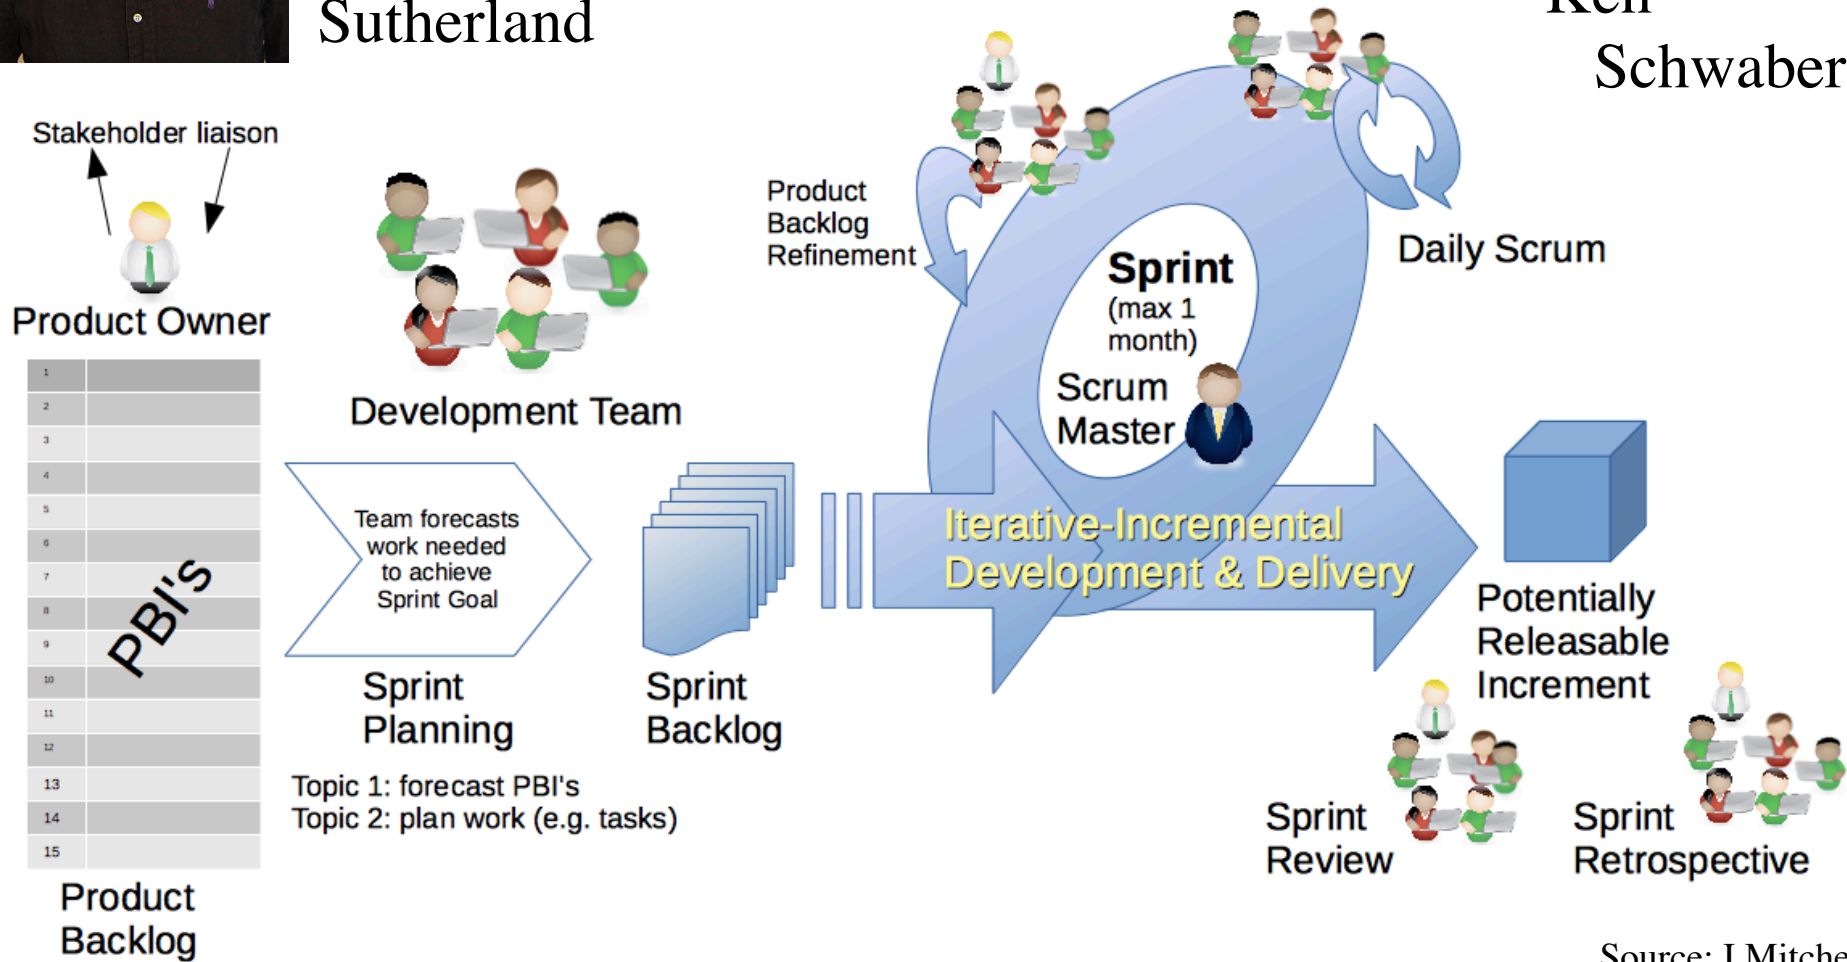 Sutherland
Ken
Schwaber
Stakeholder liaison
Product Owner
1
2
3
4
5
6
7
8
9
10
11
12
13
14
15
PBI's
Product
Backlog
Development Team
Team forecasts
work needed
to achieve
Sprint Goal
Sprint
Planning
Topic 1: forecast PBI's
Topic 2: plan work (e.g. tasks)
Sprint
Backlog
Product
Backlog
Refinement
Sprint
(max 1
month)
Scrum
Master
Daily Scrum
Iterative-Incremental
Development & Delivery
Potentially
Releasable
Increment
Sprint
Review
Sprint
Retrospective
Source: I Mitche